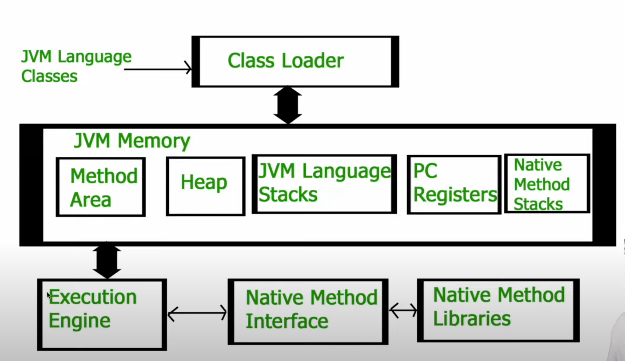 JVM Language
Classes
Class Loader
JVM Memory
Method
Area
Heap
JVM Language
Stacks
PC
Registers
Native
Method
Stacks
Execution
Engine
Native Method
Interface
Native Method
Libraries